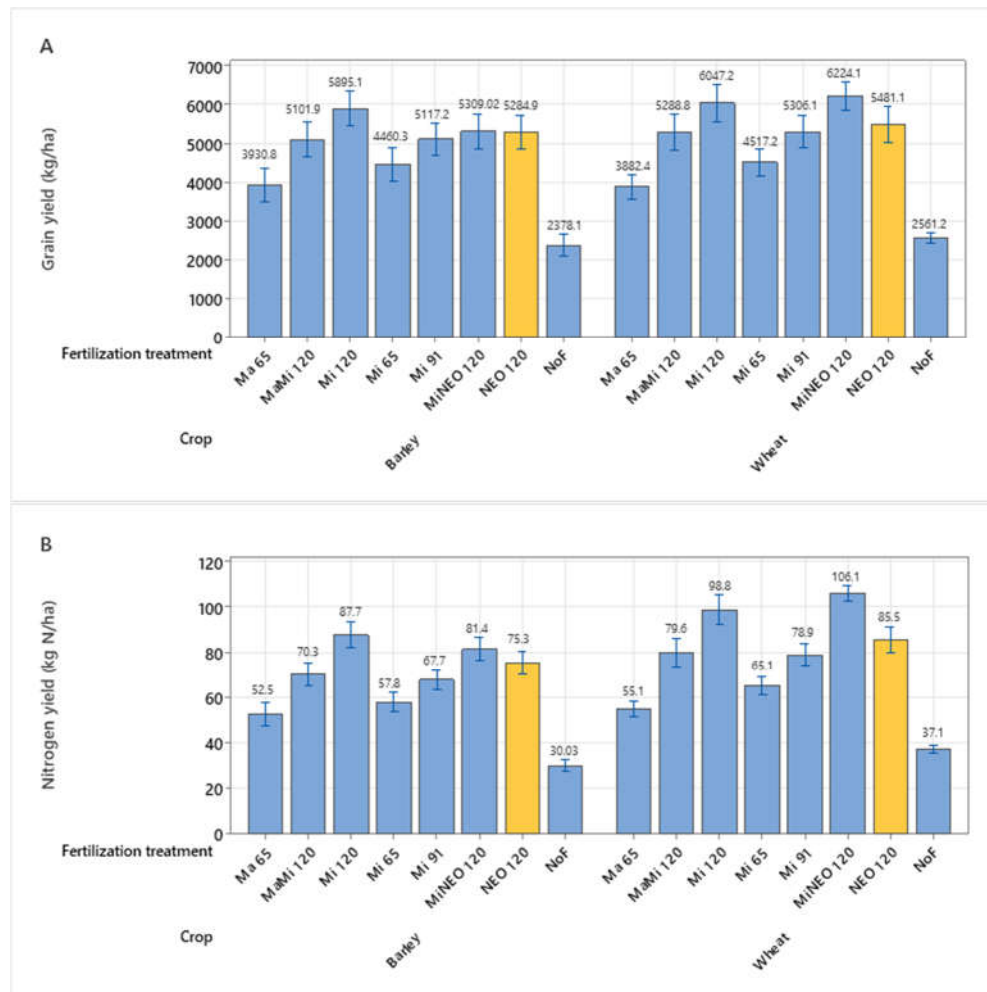 A
Grain yield (kg/ha)
7000
6000
5000
4000
3000
2000
1000
0
3930.8
5101.9
5895.1
4460.3
5117.2
5309.02
5284.9
2378.1
3882.4
5288.8
6047.2
4517.2
5306.1
6224.1
5481.1
2561.2
Fertilization treatment
Ma 65
MaMi 120
Mi 120
Mi 65
Mi 91
MiNEO 120
NEO 120
NoF
Ma 65
MaMi 120
Mi 120
Mi 65
Mi 91
MiNEO 120
NEO 120
NoF
Crop
Barley
Wheat
B
Nitrogen yield (kg N/ha)
120
100
80
60
40
20
0
52.5
70.3
87.7
57.8
67.7
81.4
75.3
30.03
55.1
79.6
98.8
65.1
78.9
106.1
85.5
37.1
Fertilization treatment
Ma 65
MaMi 120
Mi 120
Mi 65
Mi 91
MiNEO 120
NEO 120
NoF
Ma 65
MaMi 120
Mi 120
Mi 65
Mi 91
MiNEO 120
NEO 120
NoF
Crop
Barley
Wheat